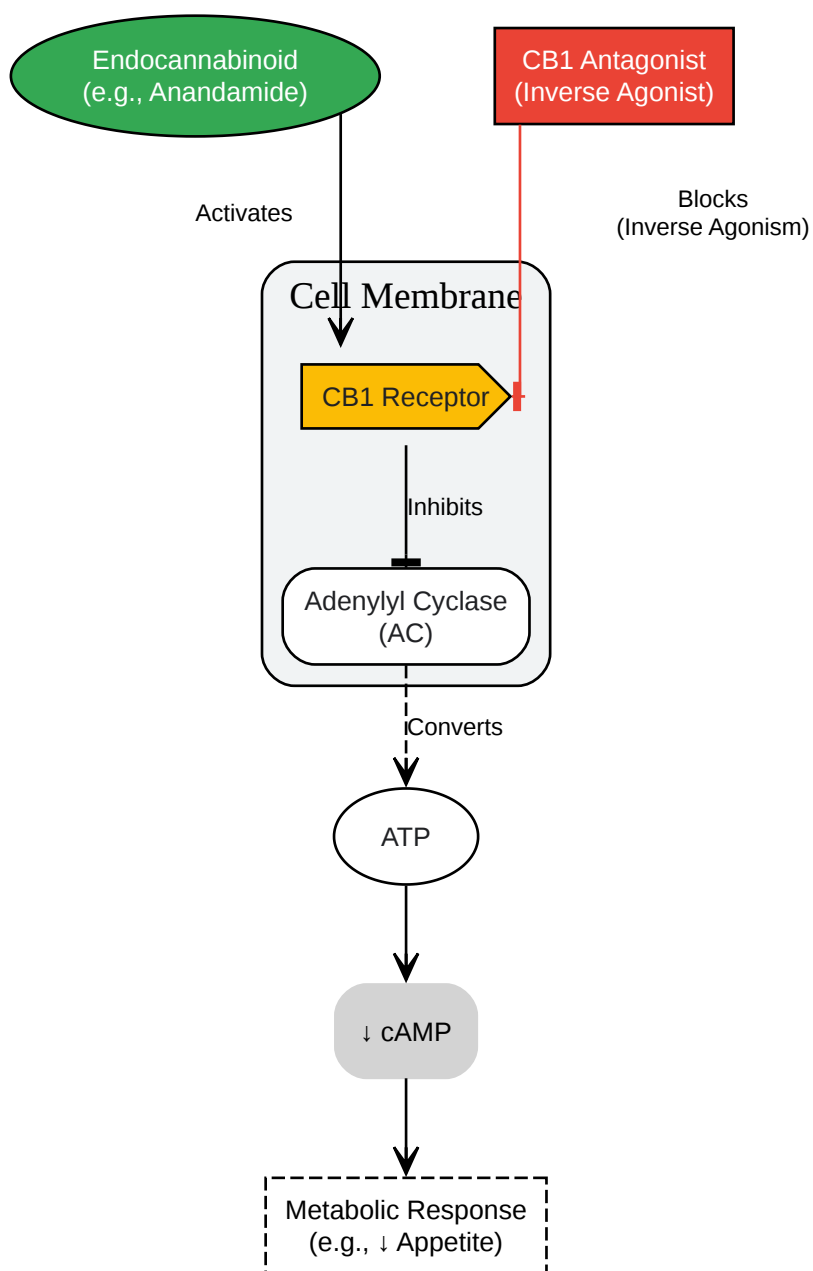 Endocannabinoid
(e.g., Anandamide)
CB1 Antagonist
(Inverse Agonist)
Activates
Blocks
(Inverse Agonism)
Cell Membrane
CB1 Receptor
Inhibits
Adenylyl Cyclase
(AC)
Converts
ATP
↓ cAMP
Metabolic Response
(e.g., ↓ Appetite)